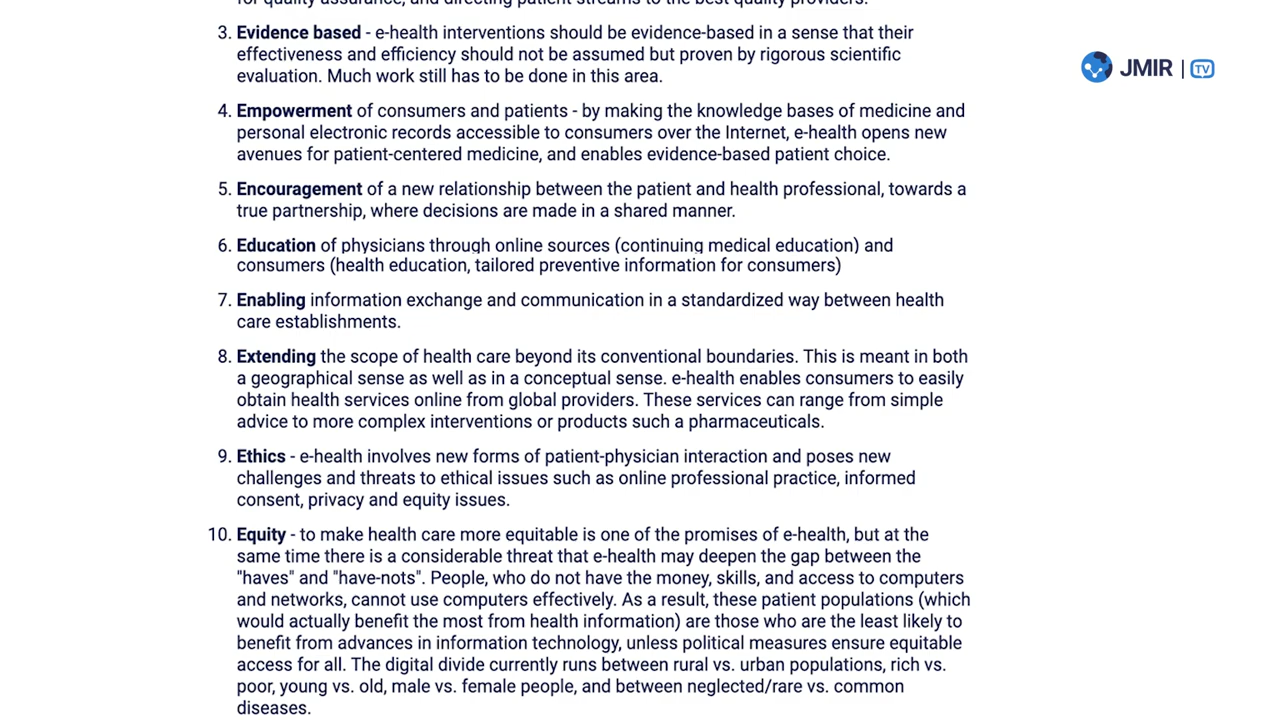 for quality assurance, and directing patient streams to the best quality providers.
3. Evidence based - e-health interventions should be evidence-based in a sense that their
effectiveness and efficiency should not be assumed but proven by rigorous scientific
evaluation. Much work still has to be done in this area.
4. Empowerment of consumers and patients - by making the knowledge bases of medicine and
personal electronic records accessible to consumers over the Internet, e-health opens new
avenues for patient-centered medicine, and enables evidence-based patient choice.
5. Encouragement of a new relationship between the patient and health professional, towards a
true partnership, where decisions are made in a shared manner.
6. Education of physicians through online sources (continuing medical education) and
consumers (health education, tailored preventive information for consumers)
7. Enabling information exchange and communication in a standardized way between health
care establishments.
8. Extending the scope of health care beyond its conventional boundaries. This is meant in both
a geographical sense as well as in a conceptual sense. e-health enables consumers to easily
obtain health services online from global providers. These services can range from simple
advice to more complex interventions or products such a pharmaceuticals.
9. Ethics - e-health involves new forms of patient-physician interaction and poses new
challenges and threats to ethical issues such as online professional practice, informed
consent, privacy and equity issues.
10. Equity - to make health care more equitable is one of the promises of e-health, but at the
same time there is a considerable threat that e-health may deepen the gap between the
"haves" and "have-nots". People, who do not have the money, skills, and access to computers
and networks, cannot use computers effectively. As a result, these patient populations (which
would actually benefit the most from health information) are those who are the least likely to
benefit from advances in information technology, unless political measures ensure equitable
access for all. The digital divide currently runs between rural vs. urban populations, rich vs.
poor, young vs. old, male vs. female people, and between neglected/rare vs. common
diseases.
JMIR | TV